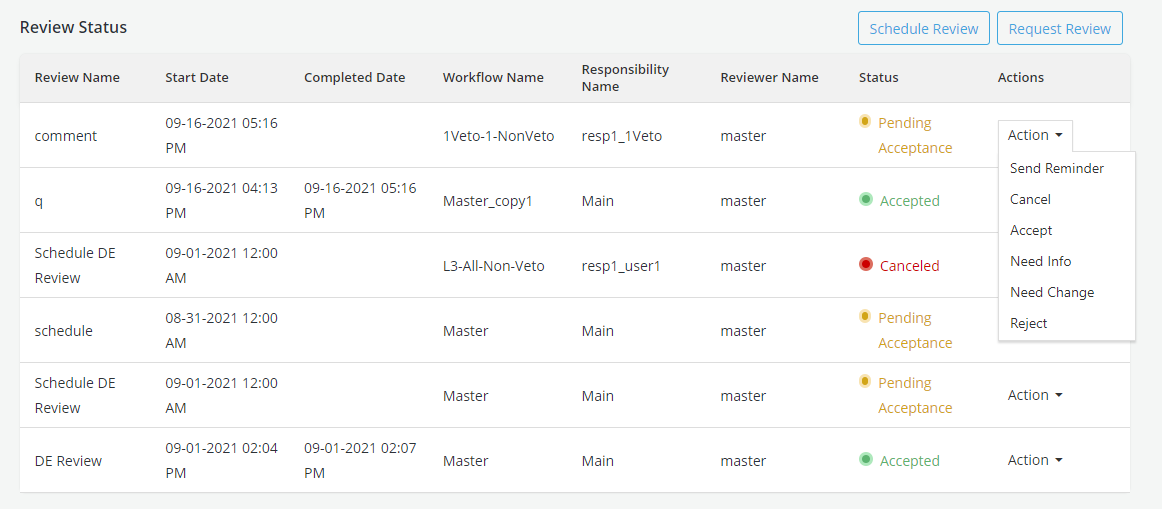 Review Status
Schedule Review
Request Review
Review Name
Start Date
Completed Date
Workflow Name
Responsibility
Name
Reviewer Name
Status
Actions
comment
09-16-2021 05:16
PM
1Veto-1-NonVeto
resp1_1Veto
master
Pending
Acceptance
Action
Send Reminder
Cancel
Accept
Need Info
Need Change
Reject
q
09-16-2021 04:13
PM
09-16-2021 05:16
PM
Master_copy1
Main
master
Accepted
Schedule DE
Review
09-01-2021 12:00
AM
L3-All-Non-Veto
resp1_user1
master
Canceled
schedule
08-31-2021 12:00
AM
Master
Main
master
Pending
Acceptance
Schedule DE
Review
09-01-2021 12:00
AM
Master
Main
master
Pending
Acceptance
Action
DE Review
09-01-2021 02:04
PM
09-01-2021 02:07
PM
Master
Main
master
Accepted
Action